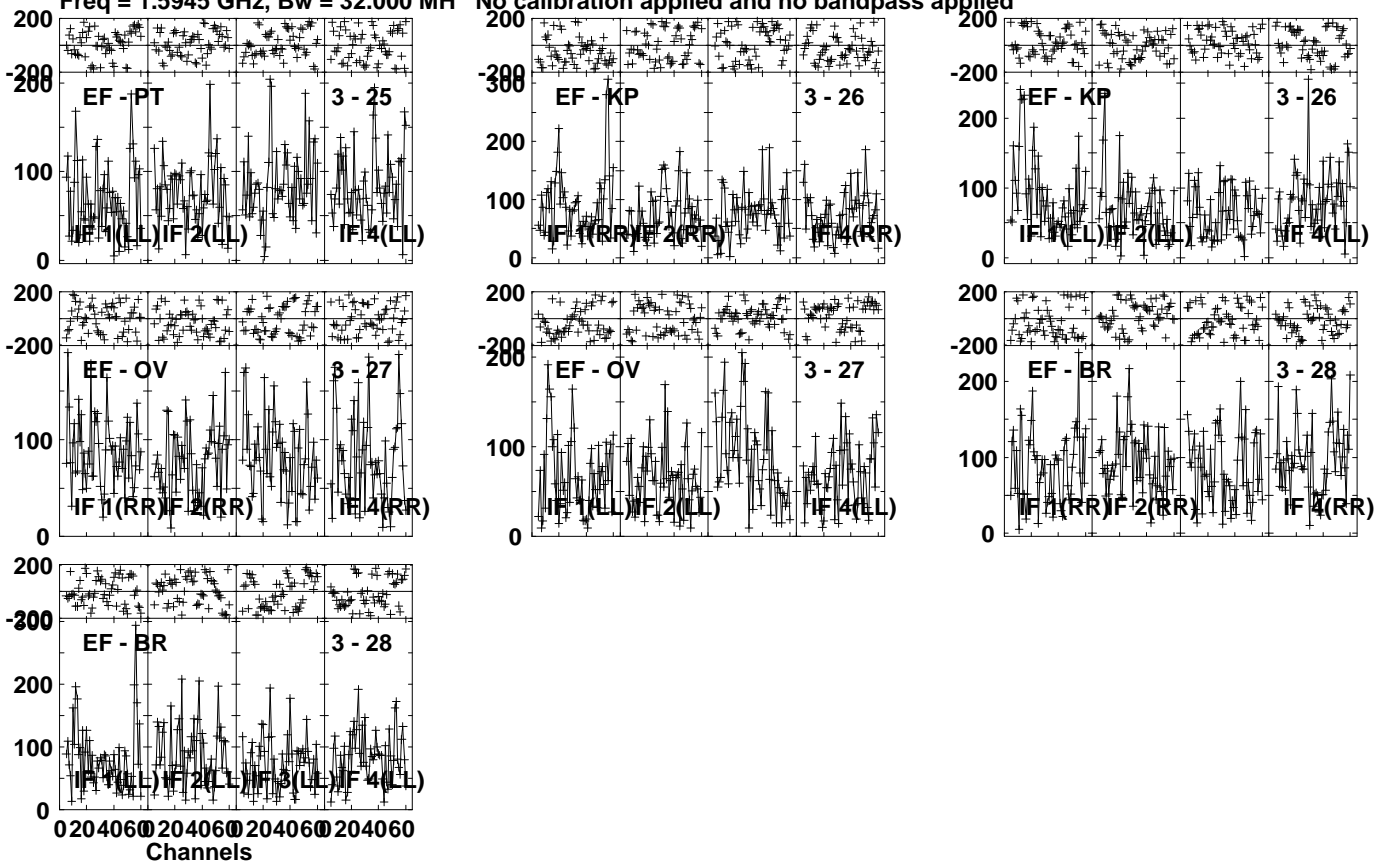 Freq = 1.5945 GHz, Bw = 32.000 MH No calibration applied and no bandpass applied
200
-200
200
100
0
EF - PT
3 - 25
IF 1(LL)
IF 2(LL)
IF 4(LL)
200
-200
300
200
100
0
EF - KP
3 - 26
IF 1(RR)
IF 2(RR)
IF 4(RR)
200
-200
200
100
0
EF - KP
3 - 26
IF 1(LL)
IF 2(LL)
IF 4(LL)
200
-200
100
0
EF - OV
3 - 27
IF 1(RR)
IF 2(RR)
IF 4(RR)
200
-200
200
100
0
EF - OV
3 - 27
IF 1(LL)
IF 2(LL)
IF 4(LL)
200
-200
200
100
0
EF - BR
3 - 28
IF 1(RR)
IF 2(RR)
IF 4(RR)
200
-200
300
200
100
0
EF - BR
3 - 28
IF 1(LL)
IF 2(LL)
IF 3(LL)
IF 4(LL)
0 20 40 60 0 20 40 60 0 20 40 60 0 20 40 60
Channels